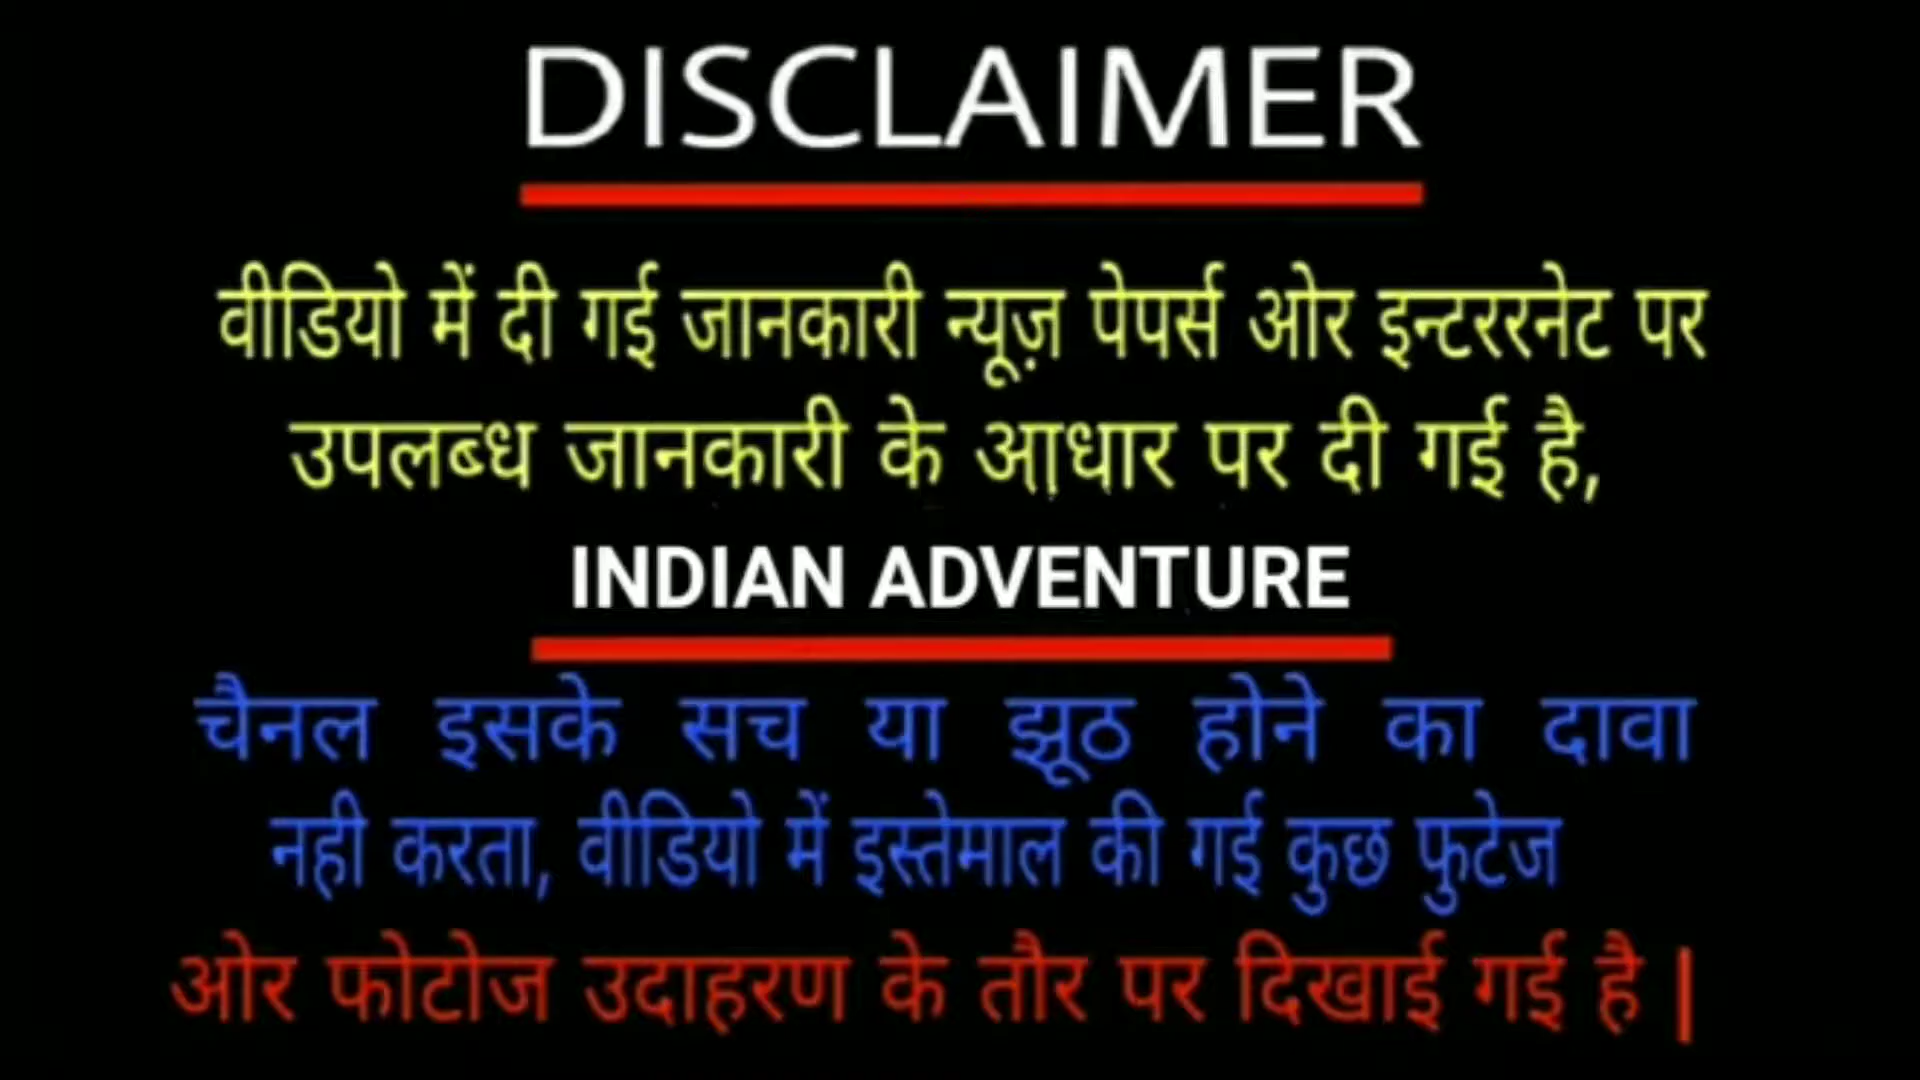 DISCLAIMER
वीडियो में दी गई जानकारी न्यूज़ पेपर्स ओर इन्टररनेट पर
उपलब्ध जानकारी के आ़धार पर दी गई है,
INDIAN ADVENTURE
चैनल इसके सच या झूठ होने का दावा
नही करता, वीडियो में इस्तेमाल की गई कुछ फुटेज
ओर फोटोज उदाहरण के तौर पर दिखाई गई है |